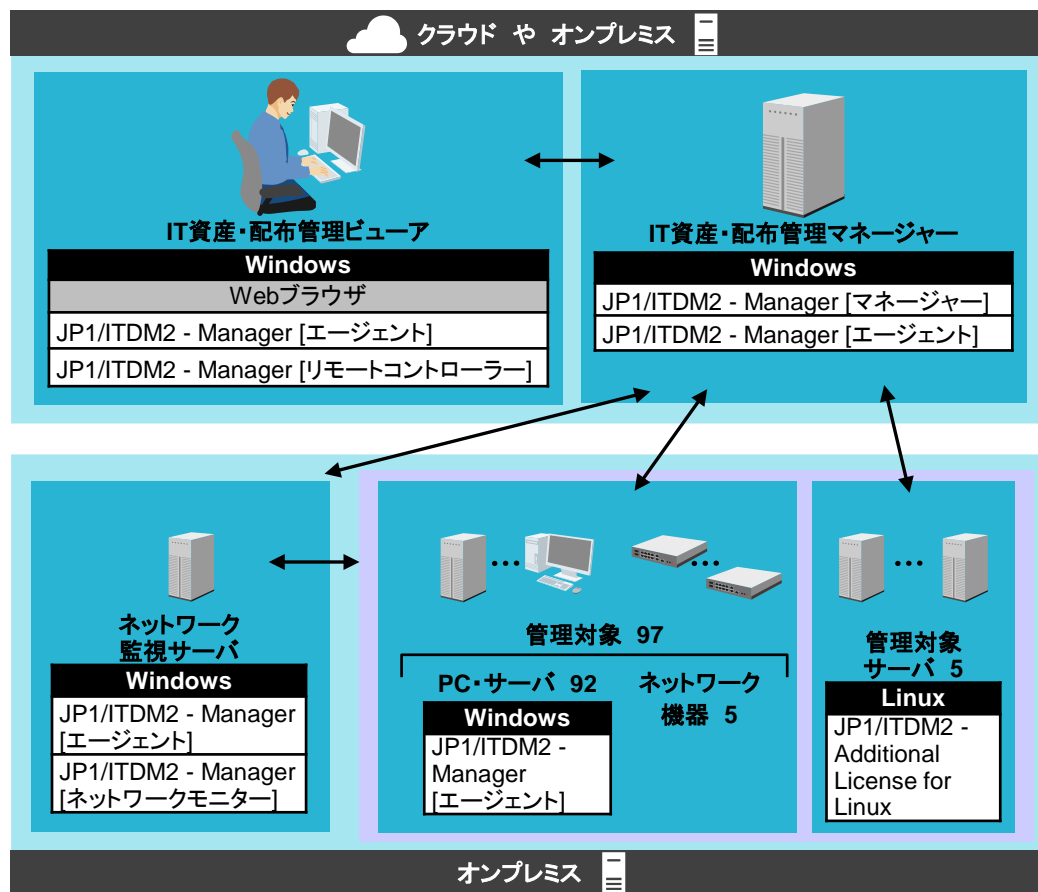 クラウド や オンプレミス
IT資産・配布管理ビューア
Windows
Webブラウザ
JP1/ITDM2 - Manager [エージェント]
JP1/ITDM2 - Manager [リモートコントローラー]
IT資産・配布管理マネージャー
Windows
JP1/ITDM2 - Manager [マネージャー]
JP1/ITDM2 - Manager [エージェント]
ネットワーク
監視サーバ
Windows
JP1/ITDM2 - Manager
[エージェント]
JP1/ITDM2 - Manager
[ネットワークモニター]
...
...
管理対象 97
PC・サーバ 92
Windows
JP1/ITDM2 -
Manager
[エージェント]
ネットワーク
機器 5
...
管理対象
サーバ 5
Linux
JP1/ITDM2 -
Additional
License for
Linux
オンプレミス